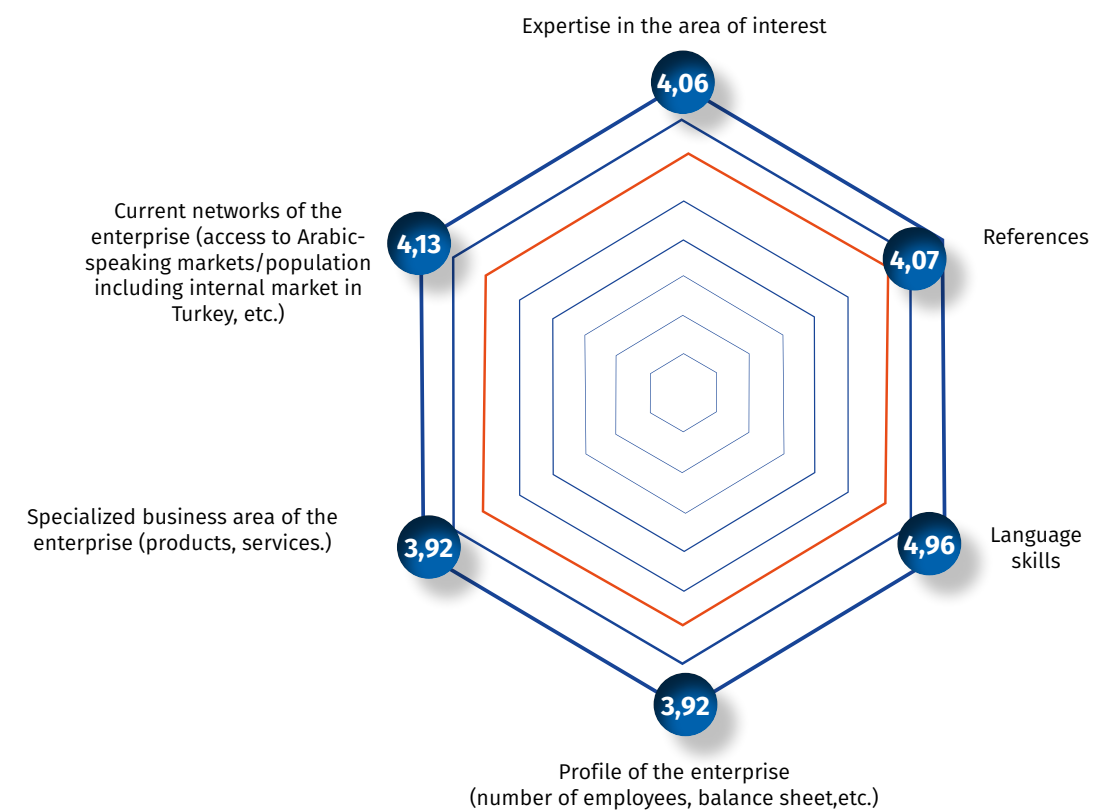 Expertise in the area of interest
4,06
Current networks of the
enterprise (access to Arabic-
speaking markets/population
including internal market in
Turkey, etc.)
4,13
References
4,07
Specialized business area of the
enterprise (products, services.)
3,92
Language
skills
4,96
3,92
Profile of the enterprise
(number of employees, balance sheet,etc.)